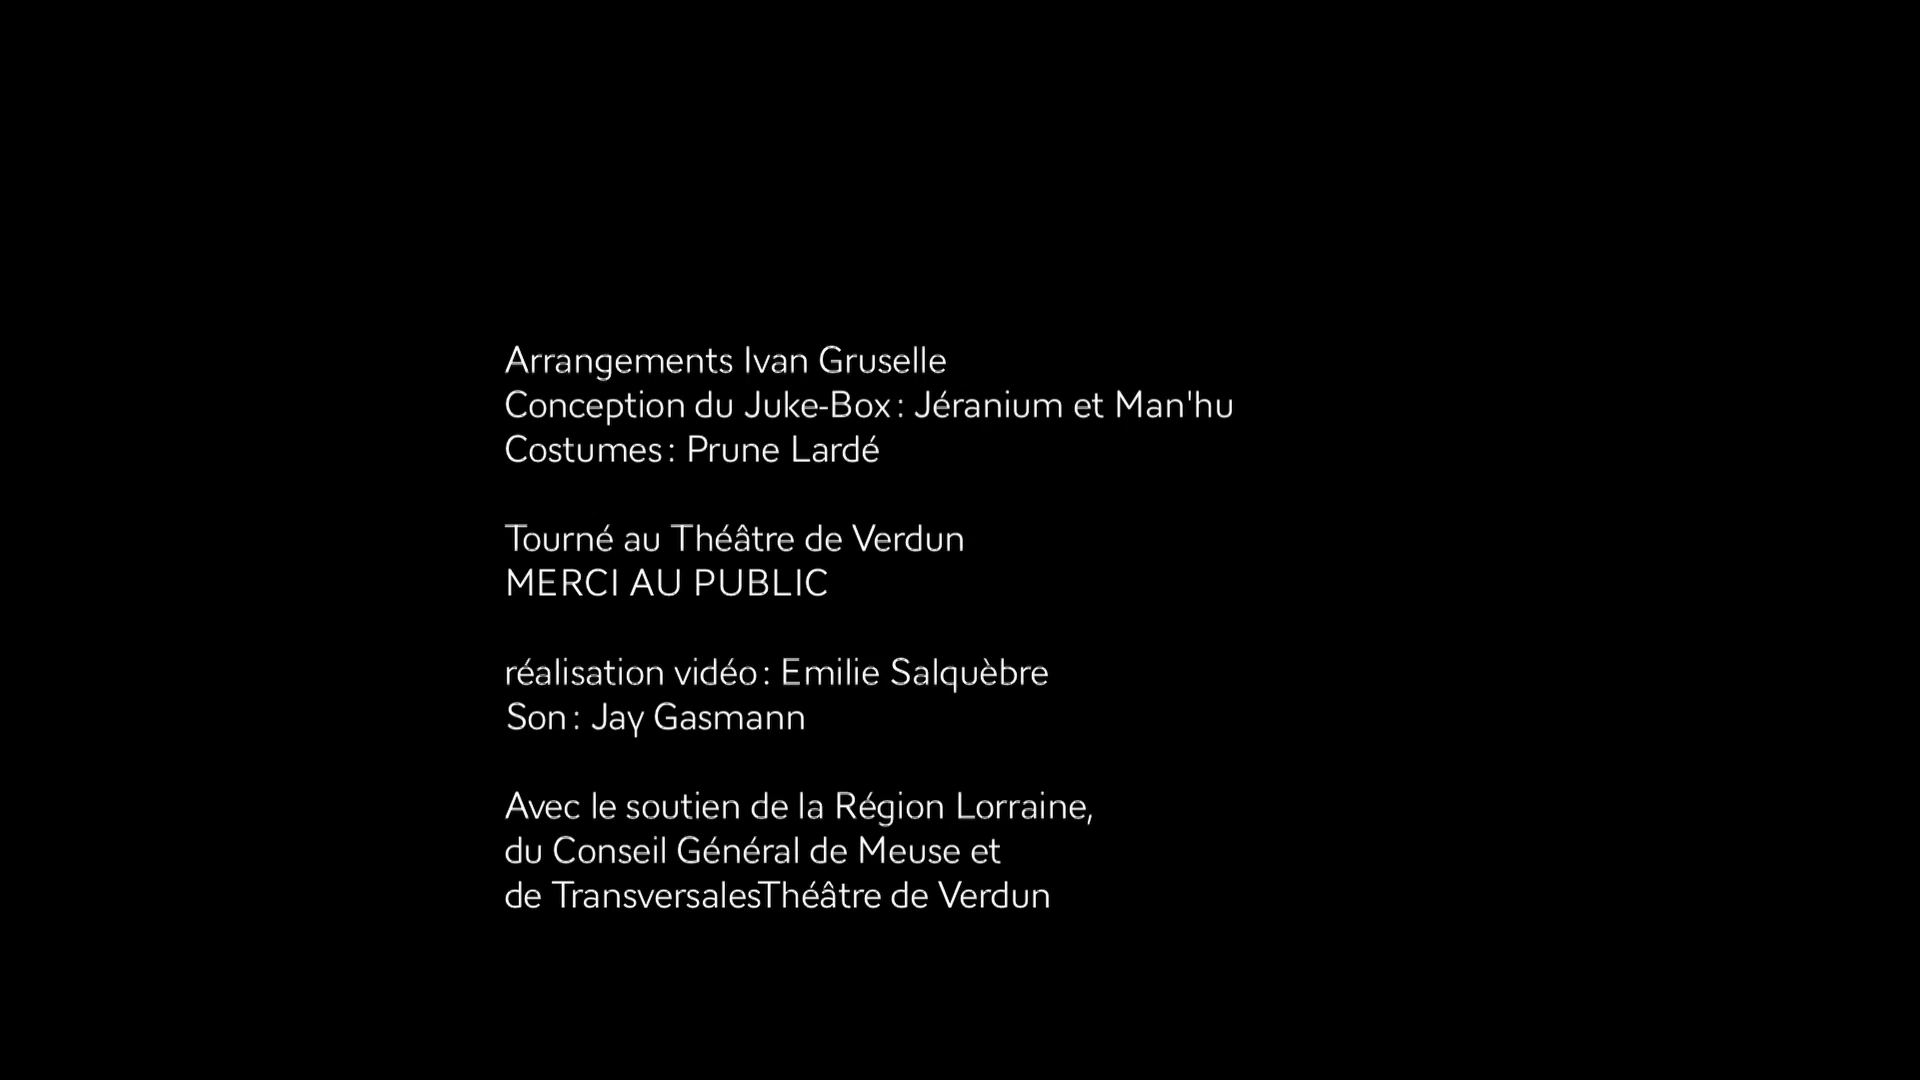 Arrangements Ivan Gruselle
Conception du Juke-Box : Jéranium et Man'hu
Costumes : Prune Lardé
Tourné au Théâtre de Verdun
MERCI AU PUBLIC
réalisation vidéo : Emilie Salquèbre
Son : Jay Gasmann
Avec le soutien de la Région Lorraine,
du Conseil Général de Meuse et
de TransversalesThéâtre de Verdun